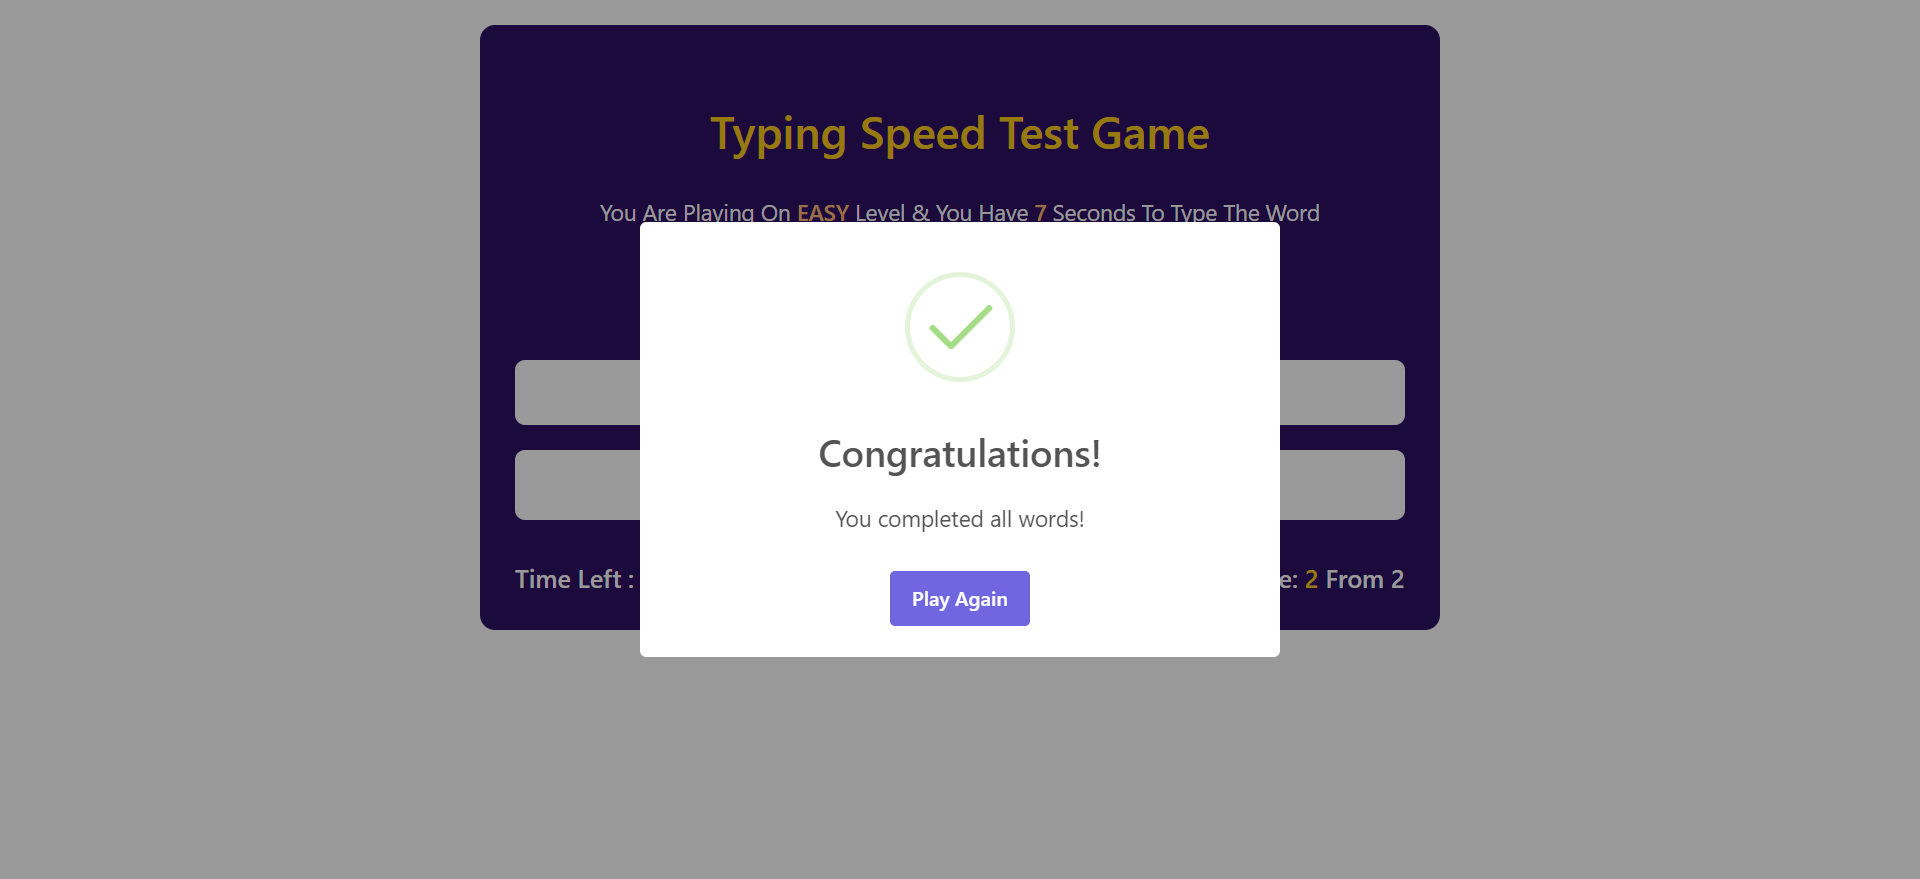 Typing Speed Test Game
You Are Playing On EASY Level & You Have 7 Seconds To Type The Word
Congratulations!
You completed all words!
Time Left :
2 From 2
Play Again